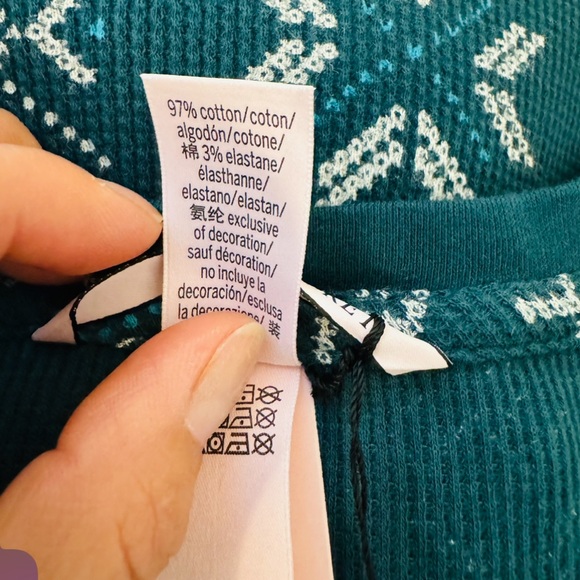 97% cotton/coton/
algodón/cotone/
棉 3% elastane/
élasthanne/
elastano/elastan/
氨纶 exclusive
of decoration/
sauf décoration/
no incluye la
decoración/esclusa
la decorazione/ 装